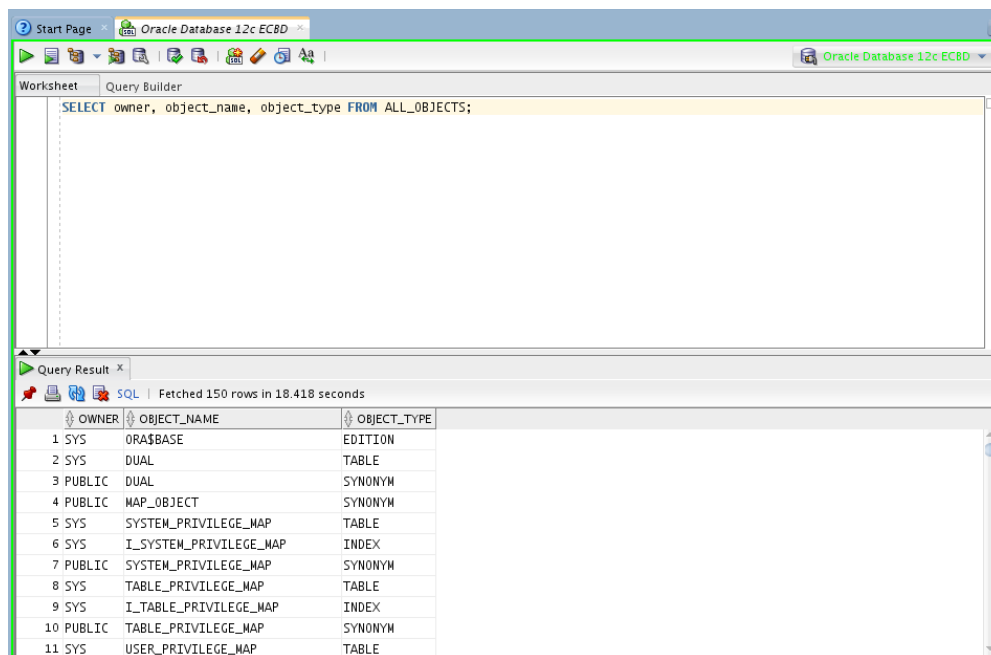 Start Page
Oracle Database 12c ECBD
Oracle Database 12c ECBD
Worksheet Query Builder
SELECT owner, object_name, object_type FROM ALL_OBJECTS;
Query Result
SQL | Fetched 150 rows in 18.418 seconds
OWNER OBJECT_NAME OBJECT_TYPE
1 SYS ORA$BASE EDITION
2 SYS DUAL TABLE
3 PUBLIC DUAL SYNONYM
4 PUBLIC MAP_OBJECT SYNONYM
5 SYS SYSTEM_PRIVILEGE_MAP TABLE
6 SYS I_SYSTEM_PRIVILEGE_MAP INDEX
7 PUBLIC SYSTEM_PRIVILEGE_MAP SYNONYM
8 SYS TABLE_PRIVILEGE_MAP TABLE
9 SYS I_TABLE_PRIVILEGE_MAP INDEX
10 PUBLIC TABLE_PRIVILEGE_MAP SYNONYM
11 SYS USER_PRIVILEGE_MAP TABLE